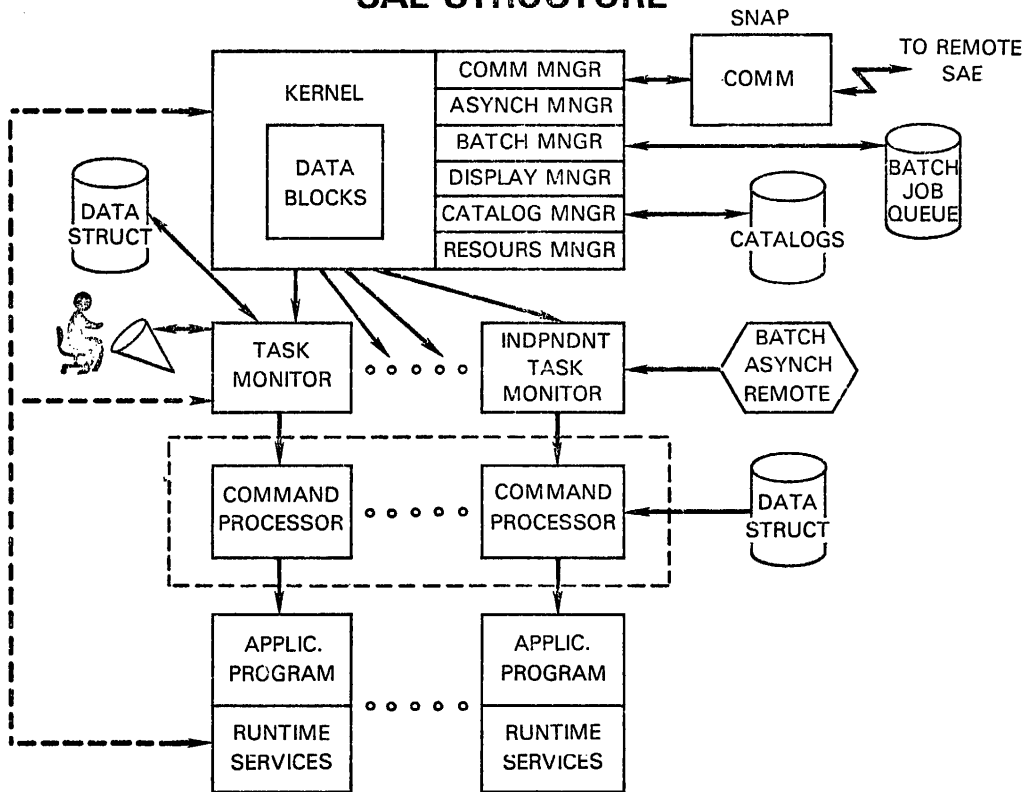 SAE STRUCTURE
SNAP
TO REMOTE
SAE
KERNEL
DATA
BLOCKS
COMM MNGR
ASYNCH MNGR
BATCH MNGR
DISPLAY MNGR
CATALOG MNGR
RESOURS MNGR
COMM
BATCH
JOB
QUEUE
CATALOGS
DATA
STRUCT
TASK
MONITOR
INDPNDNT
TASK
MONITOR
BATCH
ASYNCH
REMOTE
COMMAND
PROCESSOR
COMMAND
PROCESSOR
DATA
STRUCT
APPLIC.
PROGRAM
RUNTIME
SERVICES
APPLIC.
PROGRAM
RUNTIME
SERVICES